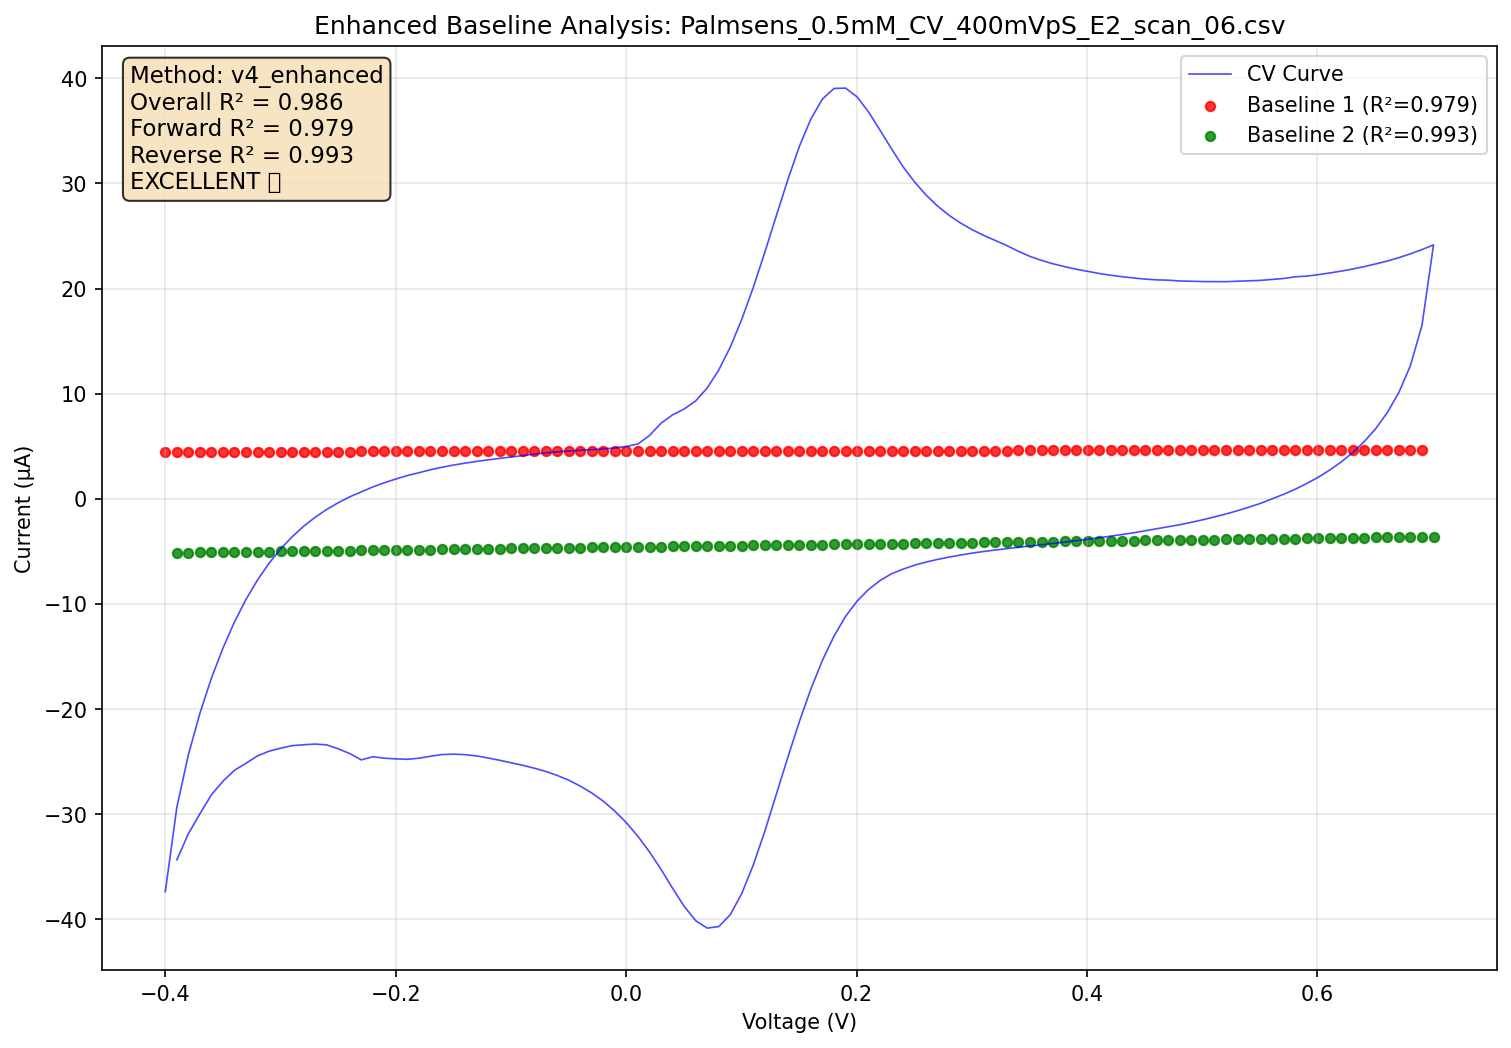 Enhanced Baseline Analysis: Palmsens_0.5mM_CV_400mVpS_E2_scan_06.csv
Method: v4_enhanced
Overall R² = 0.986
Forward R² = 0.979
Reverse R² = 0.993
EXCELLENT
CV Curve
Baseline 1 (R²=0.979)
Baseline 2 (R²=0.993)
40
30
20
10
0
−10
−20
−30
−40
Current (µA)
−0.4
−0.2
0.0
0.2
0.4
0.6
Voltage (V)